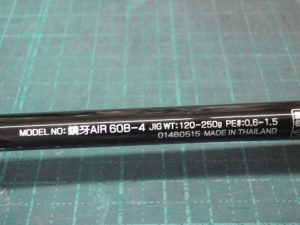 MODEL NO: 鏡牙AIR 60B-4 JIG WT:120-250g PE#:0.6-1.5
01480515 MADE IN THAILAND